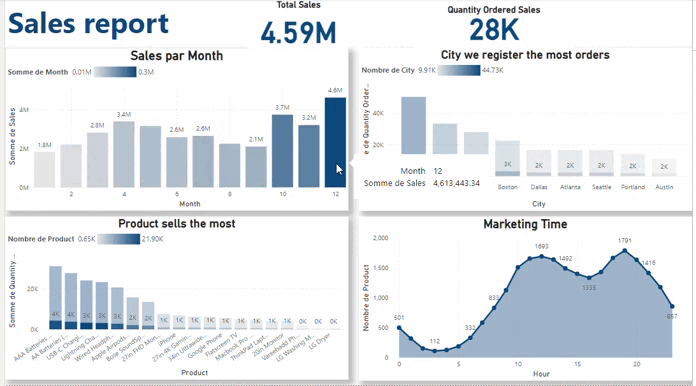 Sales report
Total Sales
4.59M
Quantity Ordered Sales
28K
Sales par Month
Somme de Month 0.01M 0.3M
Somme de Sales
4M
2M
0M
1.8M 2.8M 3.4M 2.6M 2.6M 2.1M 3.7M 3.2M 4.6M
2 4 6 8 10 12
Month
City we register the most orders
Nombre de City 9.91K 44.73K
e de Quantity Order...
40K
Month 12
Somme de Sales 4,613,443.34
3K 2K 2K 2K 2K 2K
Boston Dallas Atlanta Seattle Portland Austin
City
Product sells the most
Nombre de Product 0.65K 21.90K
Somme de Quantity ...
20K
0K
4K 4K 3K 3K 3K 2K 2K 1K 1K 1K 1K 1K 1K 1K 1K 0K 0K
AAA Batteries ...
AA Batteries (...
USB-C Chargi...
Lightning Cha...
Wired Headph...
Apple Airpods...
Bose SoundSp...
27in FHD Mon...
iPhone
27in 4K Gamin...
34in Ultrawide...
Google Phone
Flatscreen TV
Macbook Pro ...
ThinkPad Lapt...
20in Monitor
Vareebadd Ph...
LG Washing M...
LG Dryer
Product
Marketing Time
Nombre de Product
2,000
1,500
1,000
500
0
501 112 332 833 1693 1492 1335 1791 1416 857
0 5 10 15 20
Hour